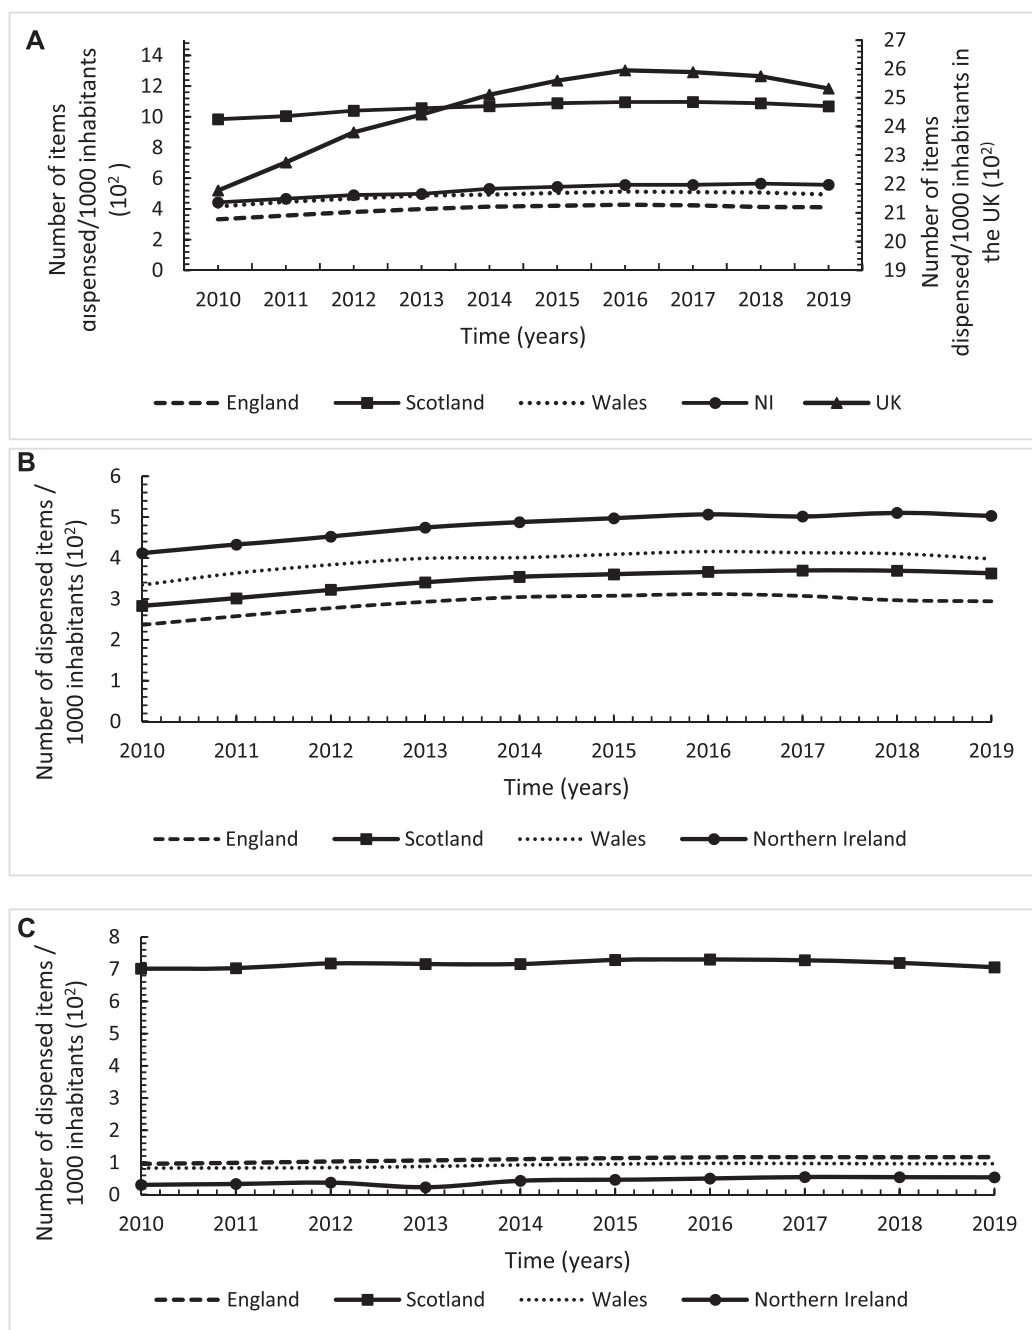 A
Number of items
dispensed/1000 inhabitants
(10² )
14
12
10
8
6
4
2
0
27
26
25
24
23
22
21
20
19
Number of items
dispensed/1000 inhabitants in
the UK (10²⁾
2010 2011 2012 2013 2014 2015 2016 2017 2018 2019
Time (years)
England Scotland Wales NI UK
B
Number of dispensed items /
1000 inhabitants (10²)
6
5
4
3
2
1
0
2010 2011 2012 2013 2014 2015 2016 2017 2018 2019
Time (years)
England Scotland Wales Northern Ireland
C
Number of dispensed items /
1000 inhabitants (10²)
8
7
6
5
4
3
2
1
0
2010 2011 2012 2013 2014 2015 2016 2017 2018 2019
Time (years)
England Scotland Wales Northern Ireland